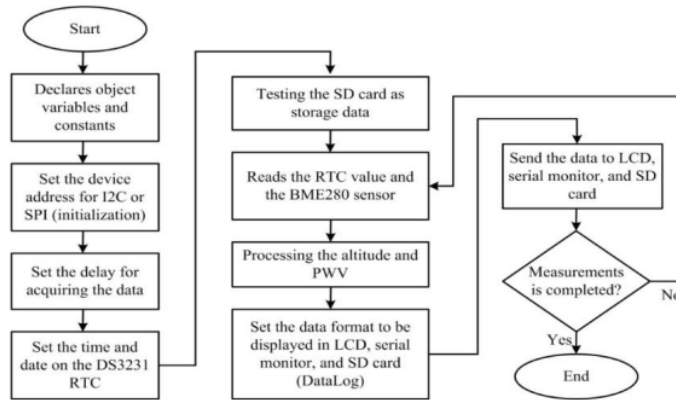 Start
Declares object
variables and
constants
Set the device
address for I2C or
SPI (initialization)
Set the delay for
acquiring the data
Set the time and
date on the DS3231
RTC
Testing the SD card as
storage data
Reads the RTC value and
the BME280 sensor
Processing the altitude and
PWV
Set the data format to be
displayed in LCD, serial
monitor, and SD card
(DataLog)
Send the data to LCD,
serial monitor, and SD
card
Measurements
is completed?
No
Yes
End